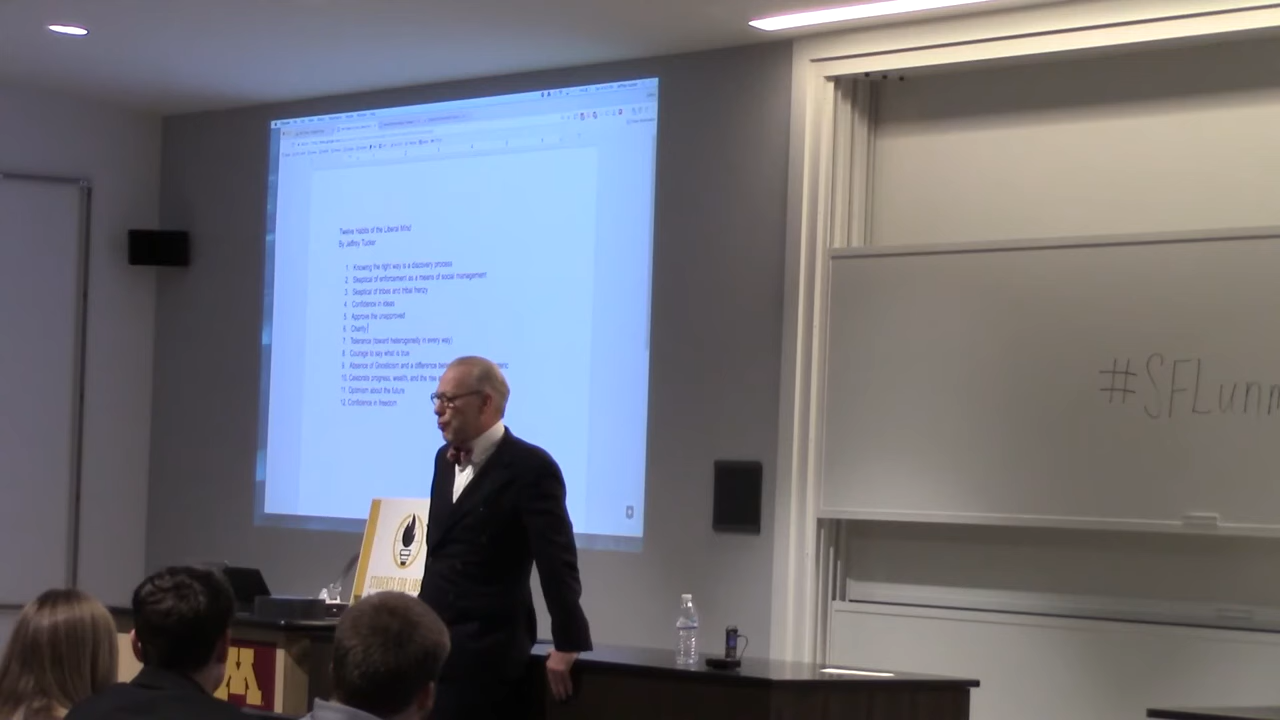 Twelve Habits of the Liberal Mind
By Jeffrey Tucker
1. Knowing the right way is a discovery process
2. Skeptical of enforcement as a means of social management
3. Skeptical of tribes and tribal frenzy
4. Confidence in ideas
5. Approve the unapproved
6. Charity
7. Tolerance (toward heterogeneity in every way)
8. Courage to say what is true
9. Absence of Gnosticism and a difference
10. Celebrate progress, wealth, and the rise
11. Optimism about the future
12. Confidence in freedom
#SFLunm
STUDENTS FOR LIB
M